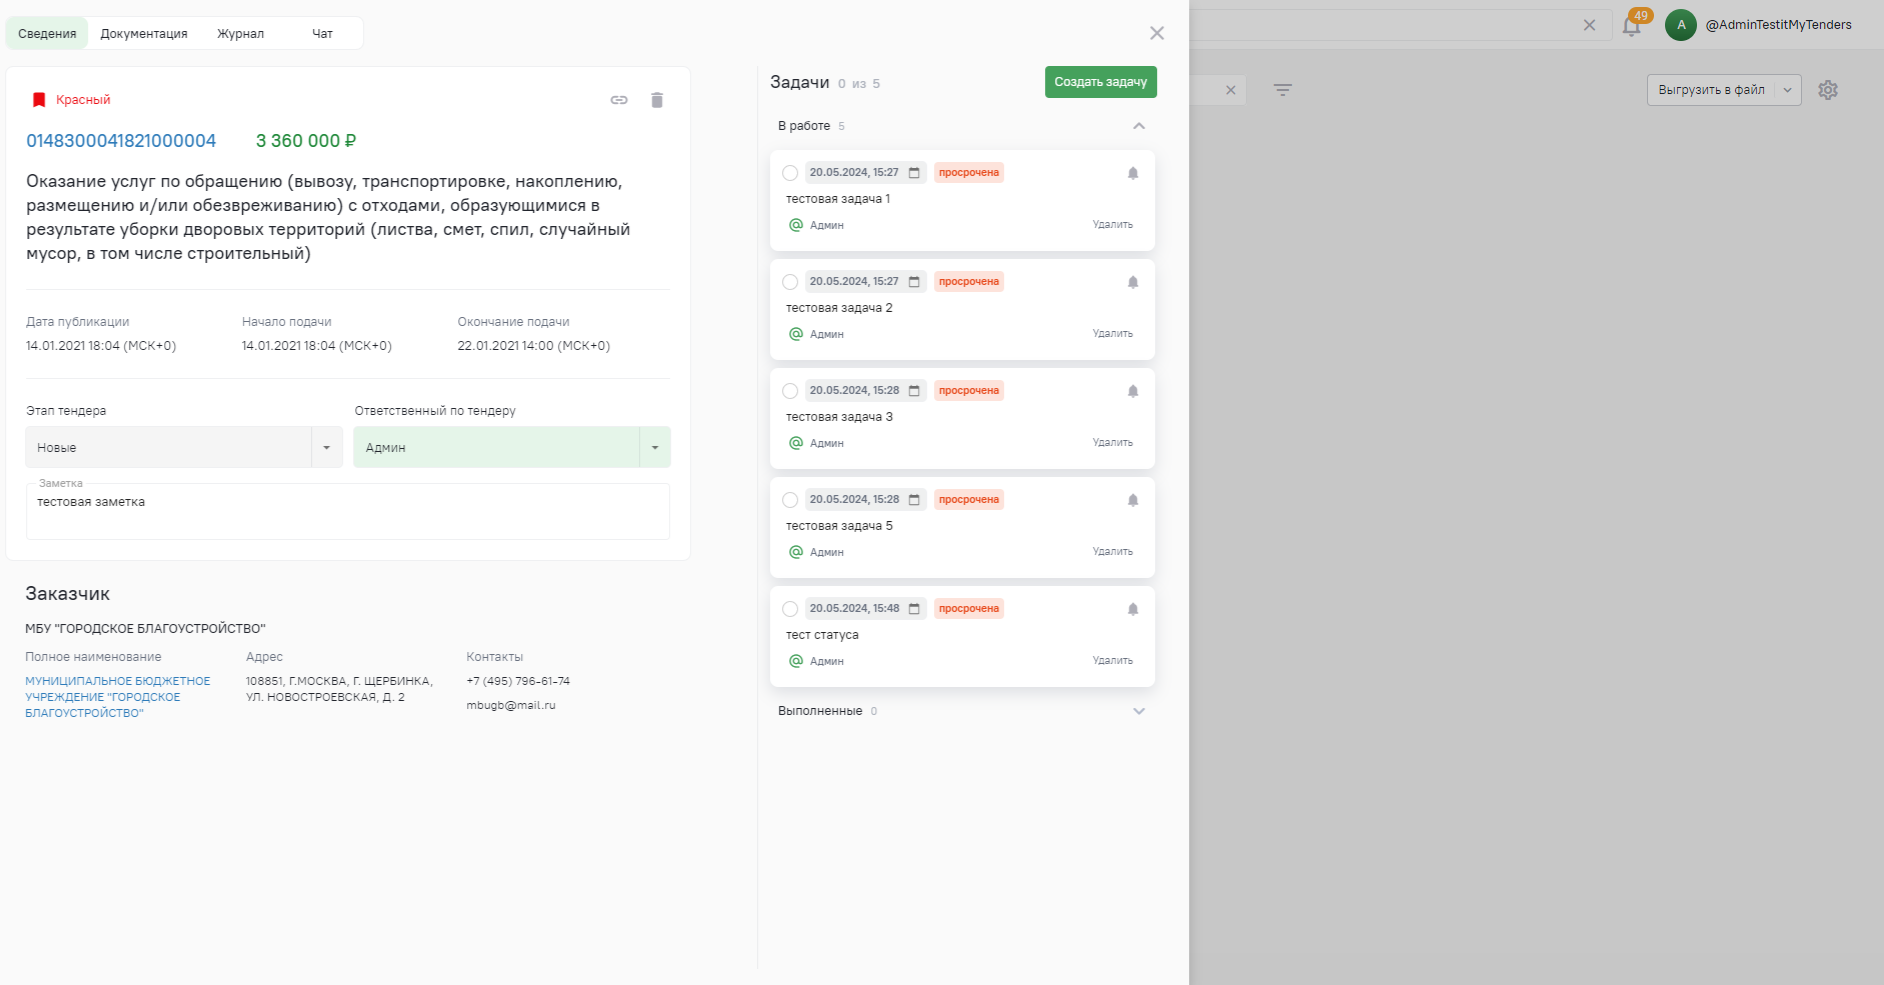 Сведения
Документация
Журнал
Чат
Красный
0148300041821000004
3 360 000 ₽
Оказание услуг по обращению (вывозу, транспортировке, накоплению,
размещению и/или обезвреживанию) с отходами, образующимися в
результате уборки дворовых территорий (листва, смет, спил, случайный
мусор, в том числе строительный)
Дата публикации
14.01.2021 18:04 (МСК+0)
Начало подачи
14.01.2021 18:04 (МСК+0)
Окончание подачи
22.01.2021 14:00 (МСК+0)
Этап тендера
Новые
Ответственный по тендеру
Админ
Заметка
тестовая заметка
Заказчик
МБУ "ГОРОДСКОЕ БЛАГОУСТРОЙСТВО"
Полное наименование
МУНИЦИПАЛЬНОЕ БЮДЖЕТНОЕ
УЧРЕЖДЕНИЕ "ГОРОДСКОЕ
БЛАГОУСТРОЙСТВО"
Адрес
108851, Г.МОСКВА, Г. ЩЕРБИНКА,
УЛ. НОВОСТРОЕВСКАЯ, Д. 2
Контакты
+7 (495) 796-61-74
mbugb@mail.ru
Задачи 0 из 5
Создать задачу
В работе 5
20.05.2024, 15:27 просрочена
тестовая задача 1
Админ Удалить
20.05.2024, 15:27 просрочена
тестовая задача 2
Админ Удалить
20.05.2024, 15:28 просрочена
тестовая задача 3
Админ Удалить
20.05.2024, 15:28 просрочена
тестовая задача 5
Админ Удалить
20.05.2024, 15:48 просрочена
тест статуса
Админ Удалить
Выполненные 0
49
A
@AdminTestitMyTenders
Выгрузить в файл